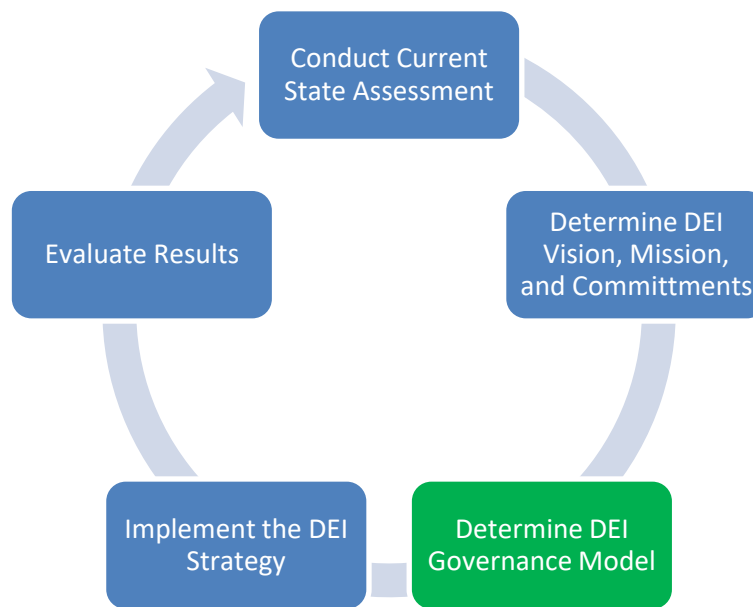 Conduct Current
State Assessment
Determine DEI
Vision, Mission,
and Committments
Determine DEI
Governance Model
Implement the DEI
Strategy
Evaluate Results